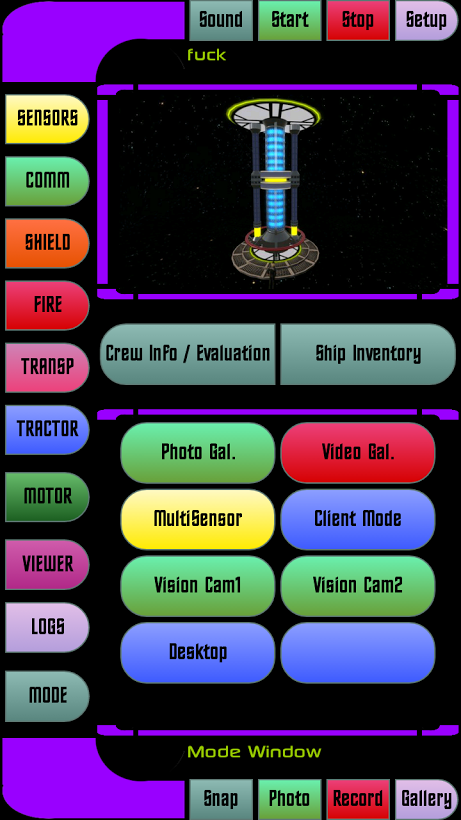 Sound Start Stop Setup
fuck
SENSORS
COMM
SHIELD
FIRE
TRANSP
TRACTOR
MOTOR
VIEWER
LOGS
MODE
Crew Info / Evaluation Ship Inventory
Photo Gal. Video Gal.
MultiSensor Client Mode
Vision Cam1 Vision Cam2
Desktop
Mode Window
Snap Photo Record Gallery